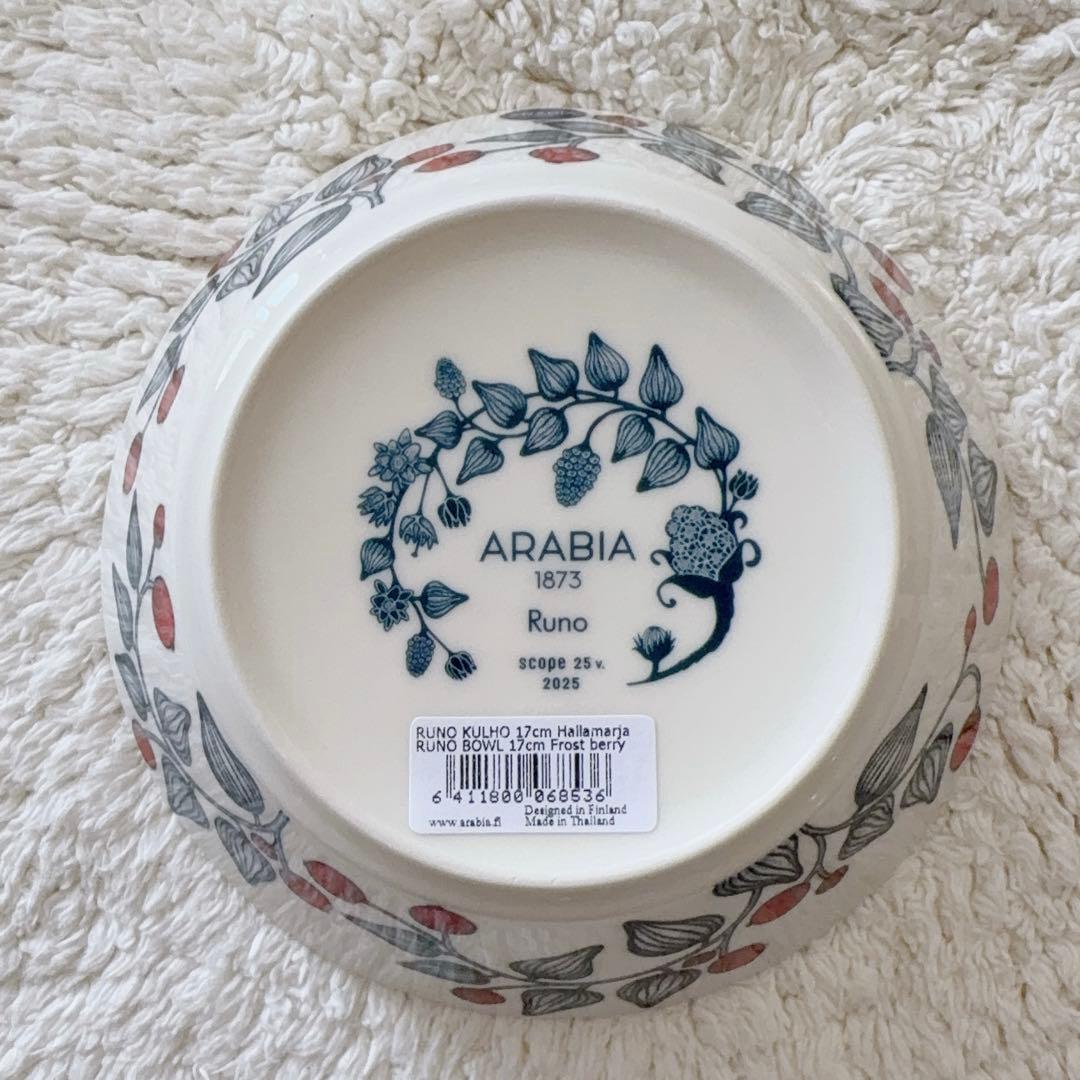 ARABIA
1873
Runo
scope 25 v.
2025
RUNO KULHO 17cm Hallamarja
RUNO BOWL 17cm Frost berry
6 411800 068536
Designed in Finland
www.arabia.fi Made in Thailand